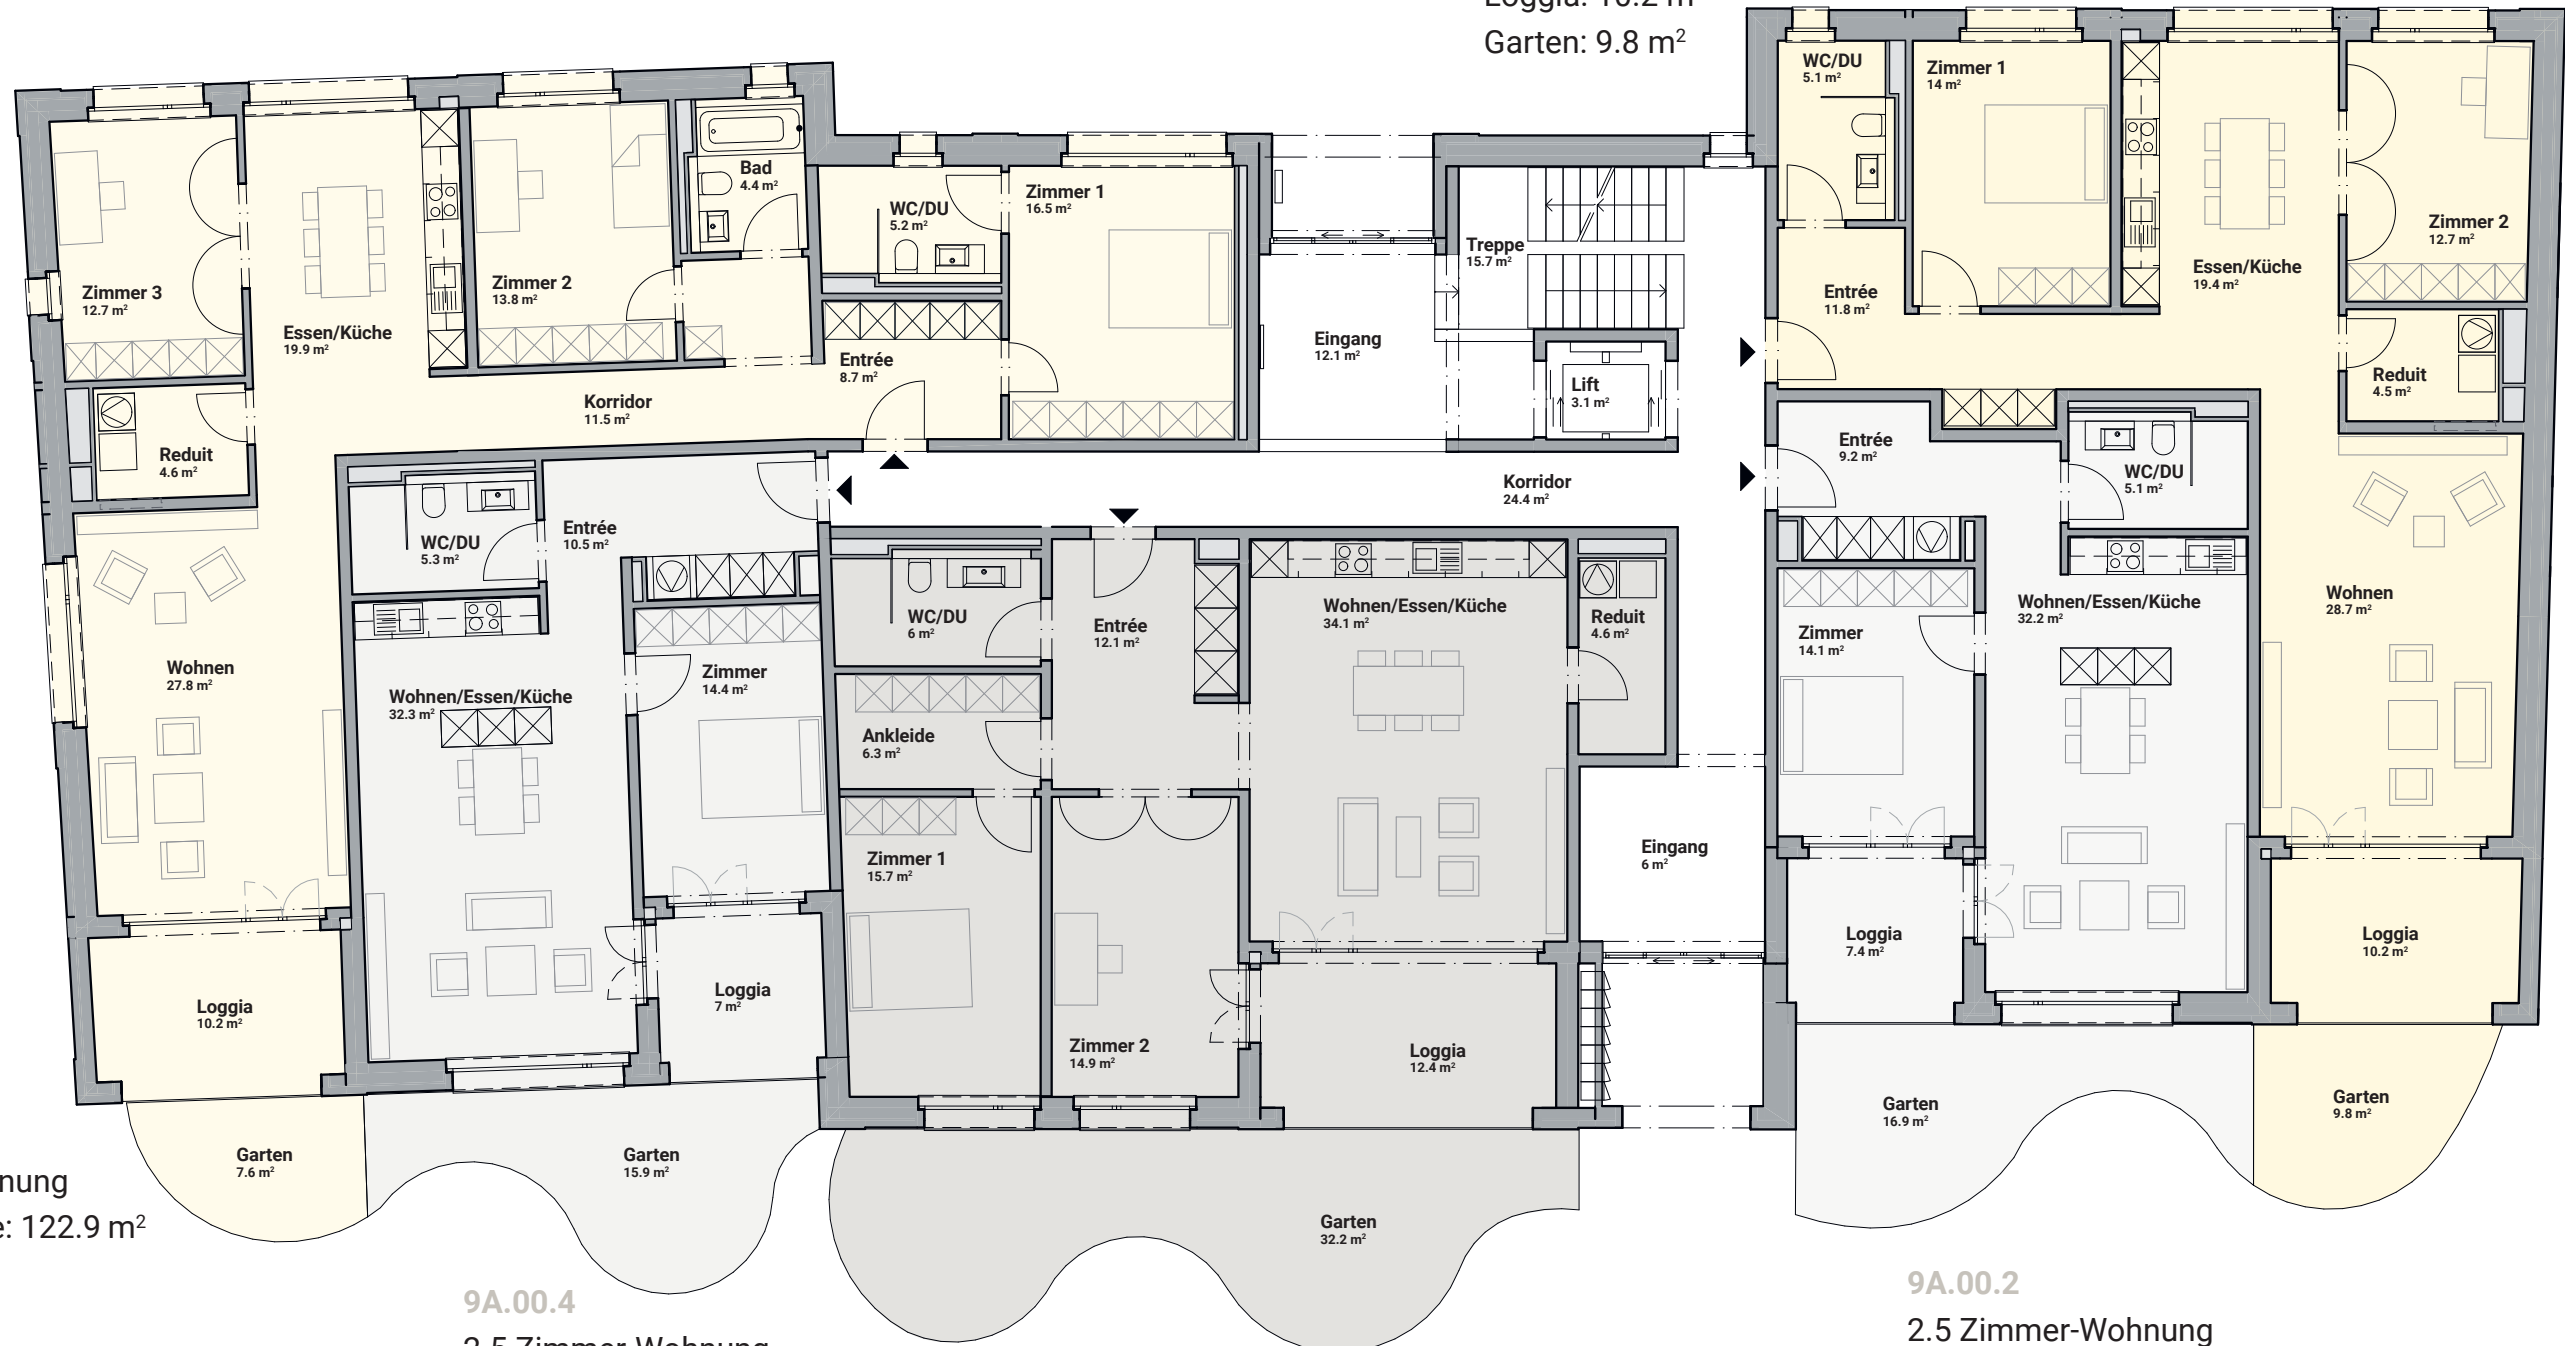 Garten: 9.8 m²
WC/DU
5.1 m²
Zimmer 1
14 m²
Bad
4.4 m²
Zimmer 1
16.5 m²
WC/DU
5.2 m²
Zimmer 2
12.7 m²
Treppe
15.7 m²
Essen/Küche
19.4 m²
Zimmer 2
13.8 m²
Zimmer 3
12.7 m²
Entrée
11.8 m²
Essen/Küche
19.9 m²
Eingang
12.1 m²
Entrée
8.7 m²
Lift
3.1 m²
Reduit
4.5 m²
Korridor
11.5 m²
Entrée
9.2 m²
Reduit
4.6 m²
WC/DU
5.1 m²
Korridor
24.4 m²
Entrée
10.5 m²
WC/DU
5.3 m²
Wohnen
28.7 m²
Wohnen/Essen/Küche
32.2 m²
Wohnen/Essen/Küche
34.1 m²
WC/DU
6 m²
Reduit
4.6 m²
Entrée
12.1 m²
Zimmer
14.1 m²
Wohnen
27.8 m²
Zimmer
14.4 m²
Wohnen/Essen/Küche
32.3 m²
Ankleide
6.3 m²
Eingang
6 m²
Zimmer 1
15.7 m²
Loggia
7.4 m²
Loggia
10.2 m²
Loggia
7 m²
Loggia
10.2 m²
Zimmer 2
14.9 m²
Loggia
12.4 m²
Garten
9.8 m²
Garten
16.9 m²
Garten
7.6 m²
Garten
15.9 m²
nung
e: 122.9 m²
Garten
32.2 m²
9A.00.4
2.5 Zimmer-Wohnung
9A.00.2
2.5 Zimmer-Wohnung